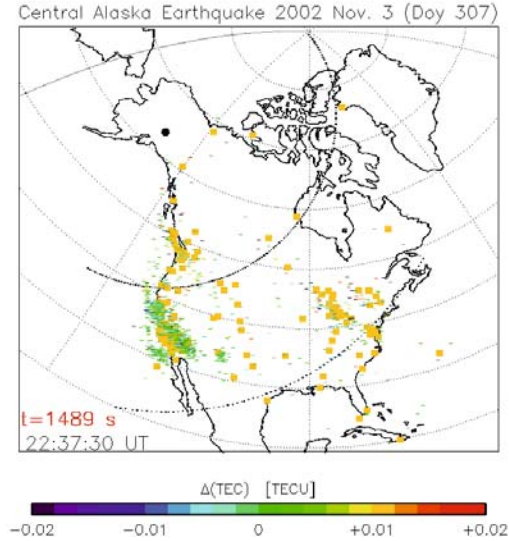 Central Alaska Earthquake 2002 Nov. 3 (Doy 307)
t=1489 s
22:37:30 UT
Δ(TEC) [TECU]
-0.02 -0.01 0 +0.01 +0.02